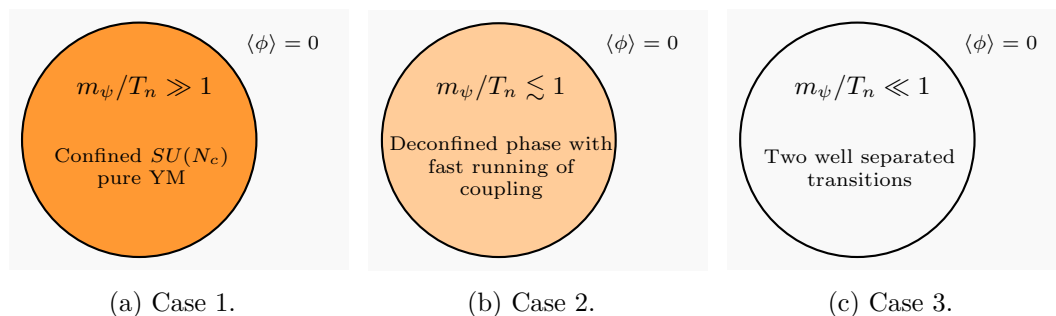 ⟨ϕ⟩ = 0
m_ψ/T_n ≫ 1
Confined SU(N_c)
pure YM
(a) Case 1.
⟨ϕ⟩ = 0
m_ψ/T_n ≲ 1
Deconfined phase with
fast running of
coupling
(b) Case 2.
⟨ϕ⟩ = 0
m_ψ/T_n ≪ 1
Two well separated
transitions
(c) Case 3.